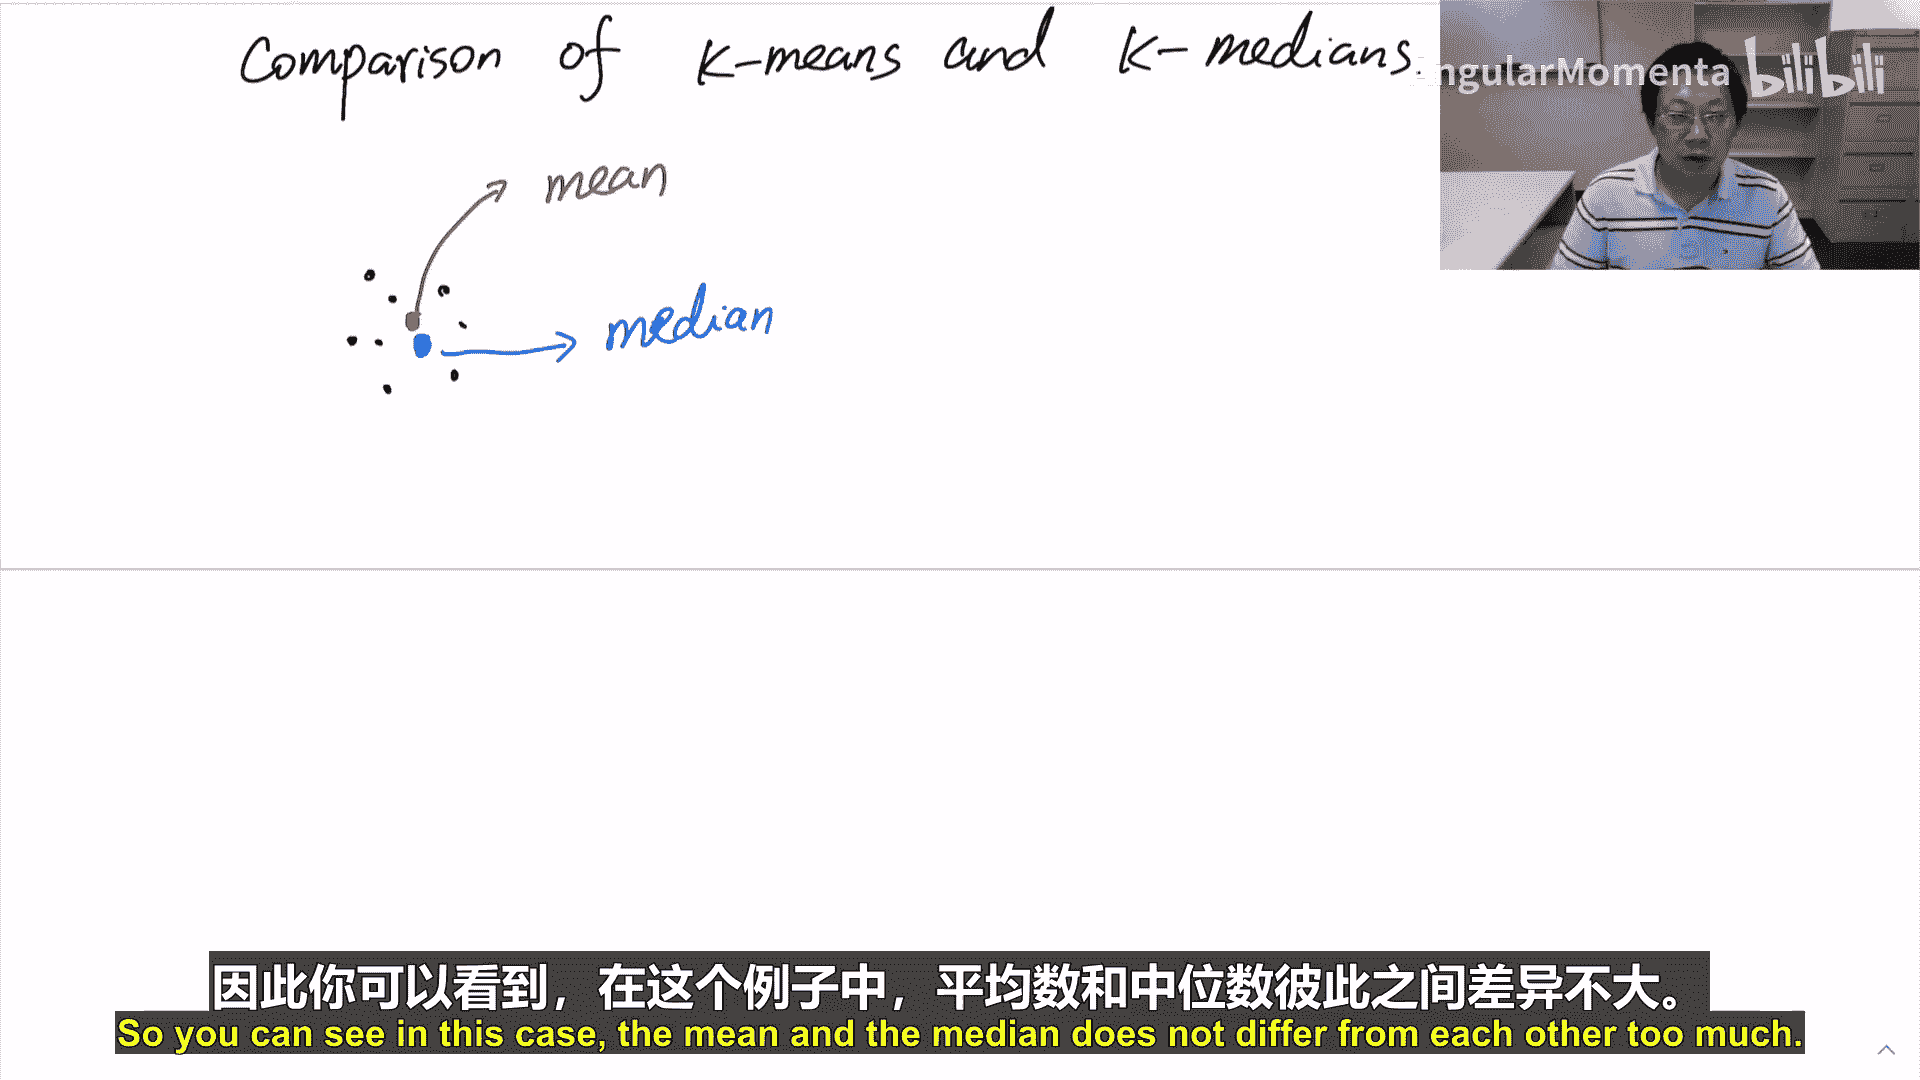 Comparison of K-means and K-medians.
ngularMomenta bilibili
mean
median
因此你可以看到，在这个例子中，平均数和中位数彼此之间差异不大。
So you can see in this case, the mean and the median does not differ from each other too much.